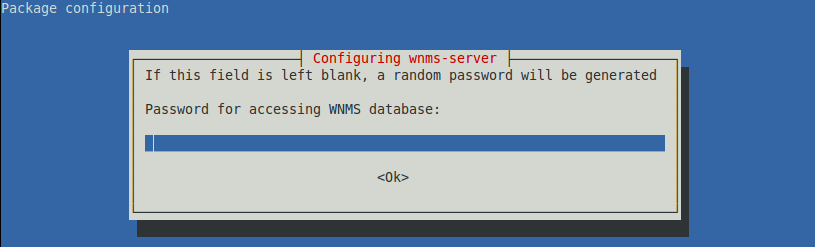 Package configuration
Configuring wnms-server
If this field is left blank, a random password will be generated
Password for accessing WNMS database:
<Ok>